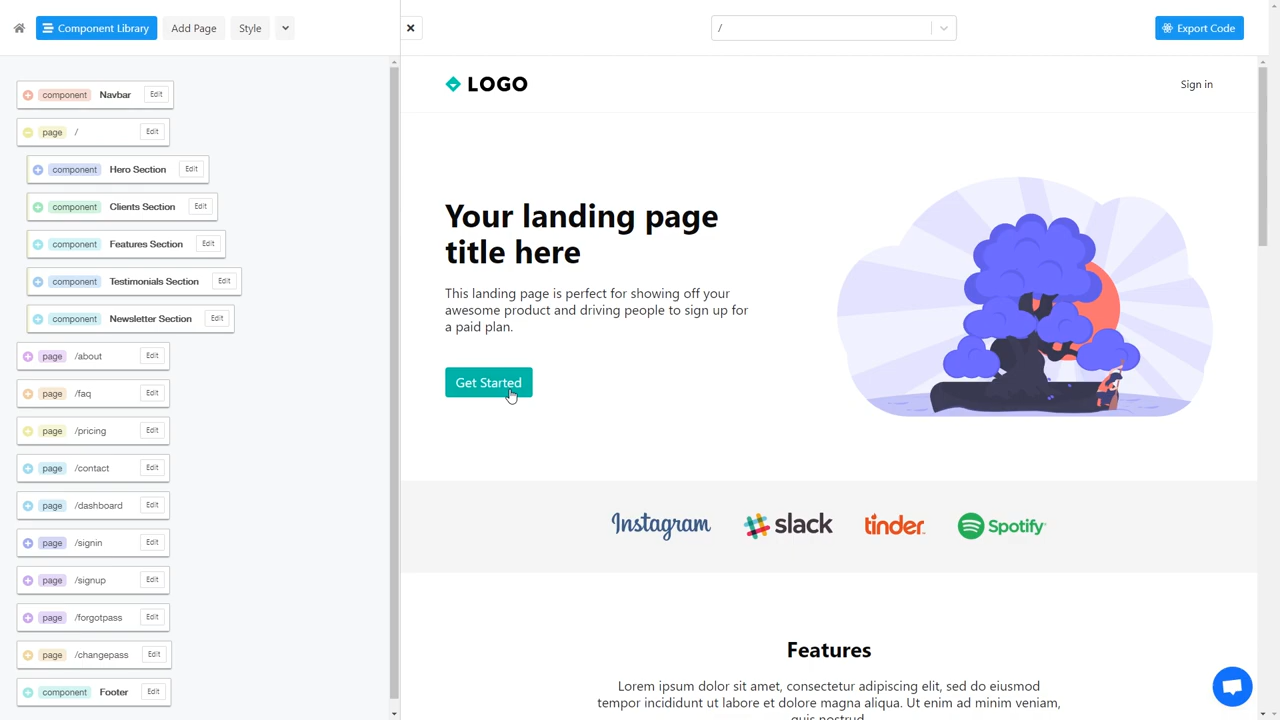 Component Library
Add Page
Style
/
Export Code
component Navbar Edit
page / Edit
component Hero Section Edit
component Clients Section Edit
component Features Section Edit
component Testimonials Section Edit
component Newsletter Section Edit
page /about Edit
page /faq Edit
page /pricing Edit
page /contact Edit
page /dashboard Edit
page /signin Edit
page /signup Edit
page /forgotpass Edit
page /changepass Edit
component Footer Edit
LOGO
Sign in
Your landing page
title here
This landing page is perfect for showing off your
awesome product and driving people to sign up for
a paid plan.
Get Started
Instagram slack tinder Spotify
Features
Lorem ipsum dolor sit amet, consectetur adipiscing elit, sed do eiusmod
tempor incididunt ut labore et dolore magna aliqua. Ut enim ad minim veniam,
quis nostrud